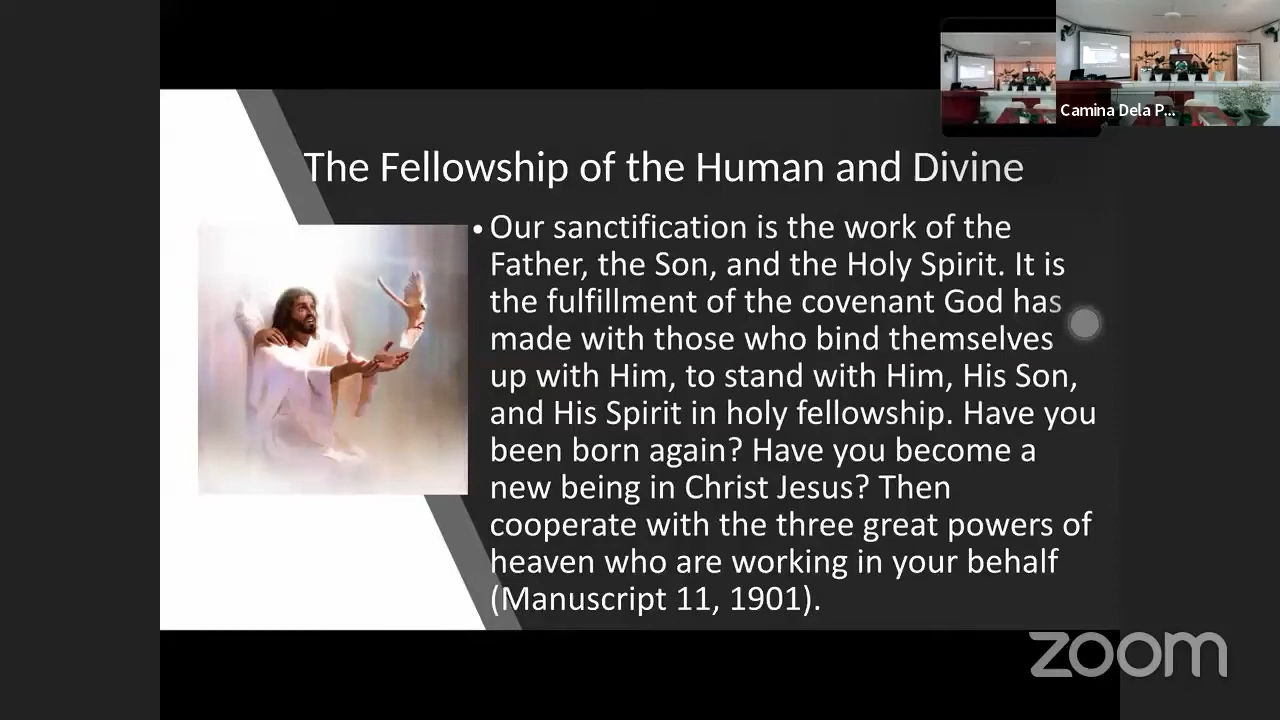 Camina Dela P...
The Fellowship of the Human and Divine
• Our sanctification is the work of the
Father, the Son, and the Holy Spirit. It is
the fulfillment of the covenant God has
made with those who bind themselves
up with Him, to stand with Him, His Son,
and His Spirit in holy fellowship. Have you
been born again? Have you become a
new being in Christ Jesus? Then
cooperate with the three great powers of
heaven who are working in your behalf
(Manuscript 11, 1901).
zoom